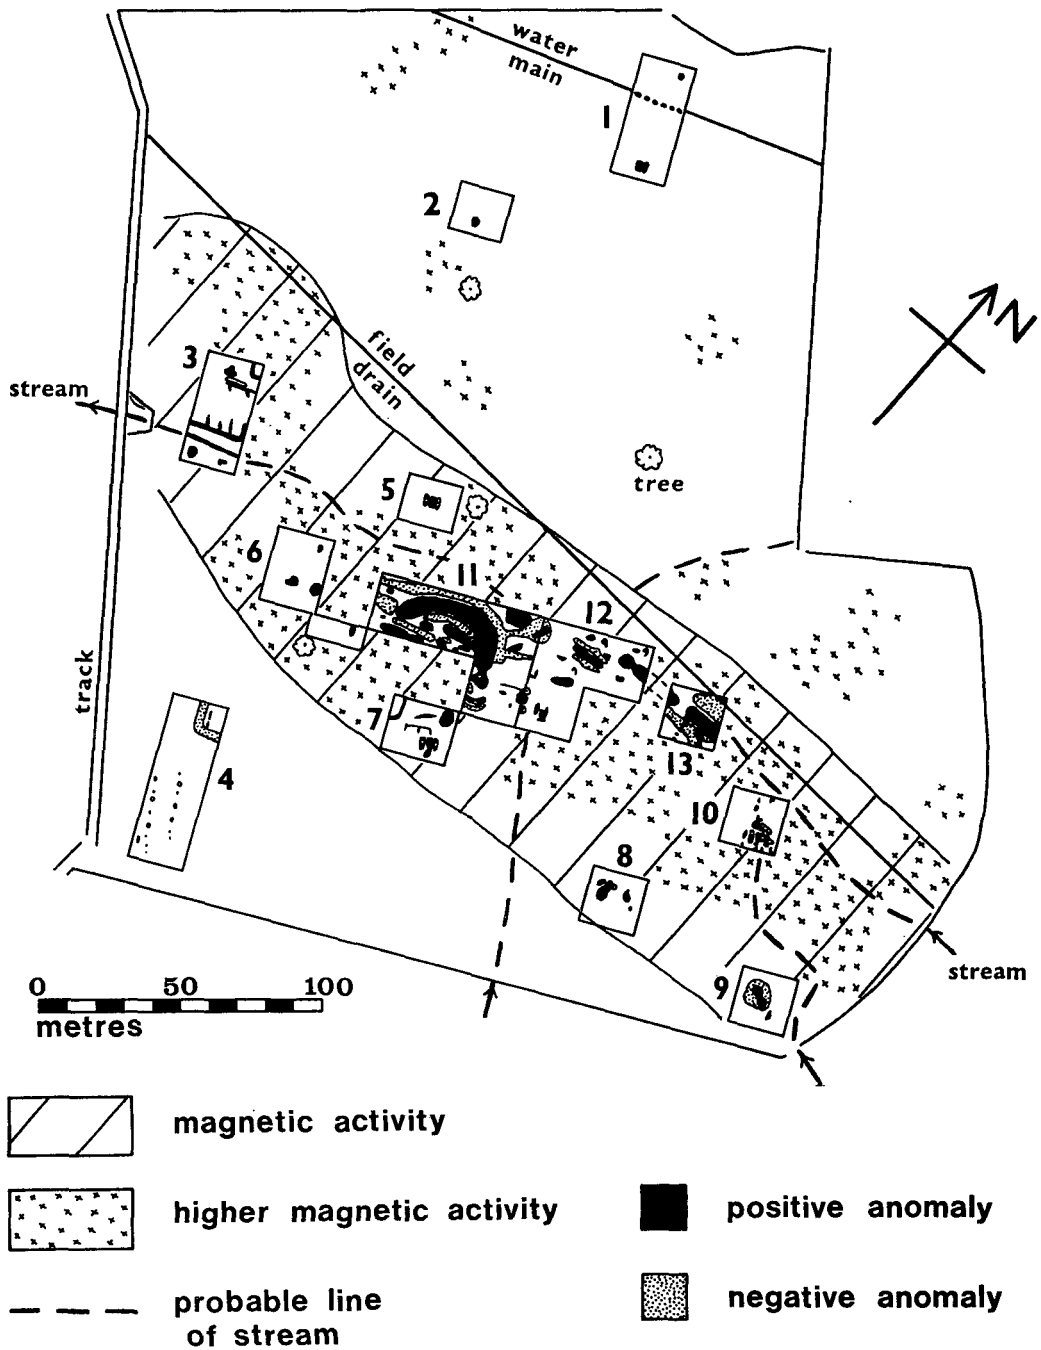 water
main
1
2
N
field
drain
3
stream
tree
5
6
11
12
track
7
13
4
10
8
9
stream
0 50 100
metres
magnetic activity
higher magnetic activity
positive anomaly
probable line
of stream
negative anomaly